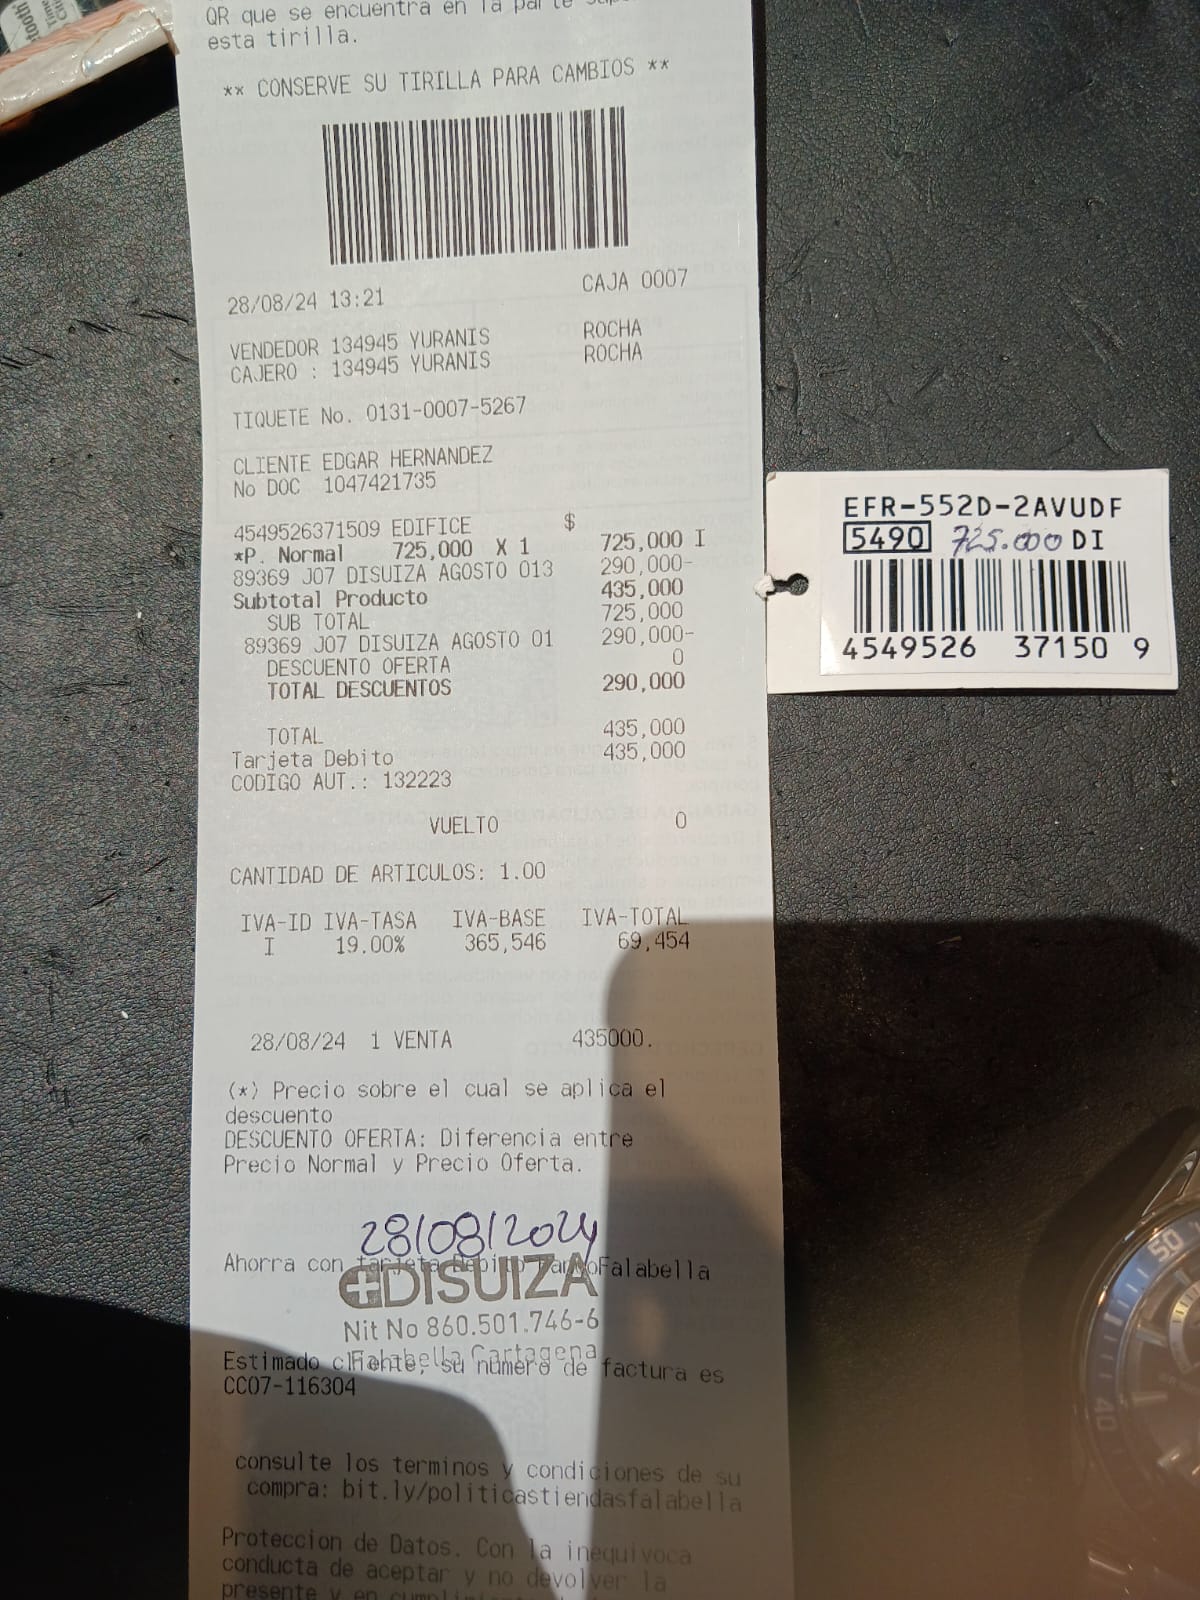 QR que se encuentra en la parte
esta tirilla.
** CONSERVE SU TIRILLA PARA CAMBIOS **
28/08/24 13:21 CAJA 0007
VENDEDOR 134945 YURANIS ROCHA
CAJERO : 134945 YURANIS ROCHA
TIQUETE No. 0131-0007-5267
CLIENTE EDGAR HERNANDEZ
No DOC 1047421735
4549526371509 EDIFICE $
*P. Normal 725,000 X 1 725,000 I
89369 J07 DISUIZA AGOSTO 013 290,000-
Subtotal Producto 435,000
SUB TOTAL 725,000
89369 J07 DISUIZA AGOSTO 01 290,000-
DESCUENTO OFERTA 0
TOTAL DESCUENTOS 290,000
TOTAL 435,000
Tarjeta Debito 435,000
CODIGO AUT.: 132223
VUELTO 0
CANTIDAD DE ARTICULOS: 1.00
IVA-ID IVA-TASA IVA-BASE IVA-TOTAL
I 19.00% 365,546 69,454
28/08/24 1 VENTA 435000.
(*) Precio sobre el cual se aplica el
descuento
DESCUENTO OFERTA: Diferencia entre
Precio Normal y Precio Oferta.
28/08/2024
Ahorra con tarjeta Debito Banco Falabella
DISUIZA
Nit No 860.501.746-6
Falabella Cartagena
Estimado cliente, su numero de factura es
CC07-116304
consulte los terminos y condiciones de su
compra: bit.ly/politicastiendasfalabella
Proteccion de Datos. Con la inequivoca
conducta de aceptar y no devolver la
presente y en
EFR-552D-2AVUDF
5490 725.000 DI
4549526 37150 9
50
40